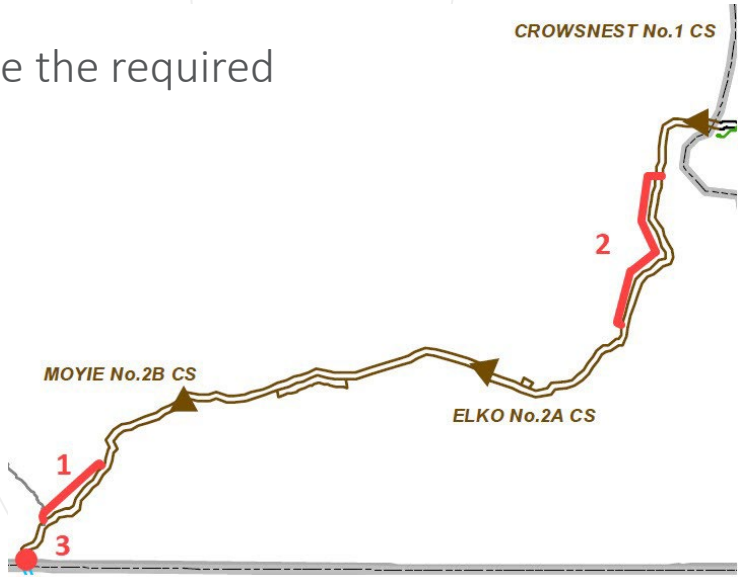 CROWSNEST No.1 CS
e the required
2
MOYIE No.2B CS
ELKO No.2A CS
1
3